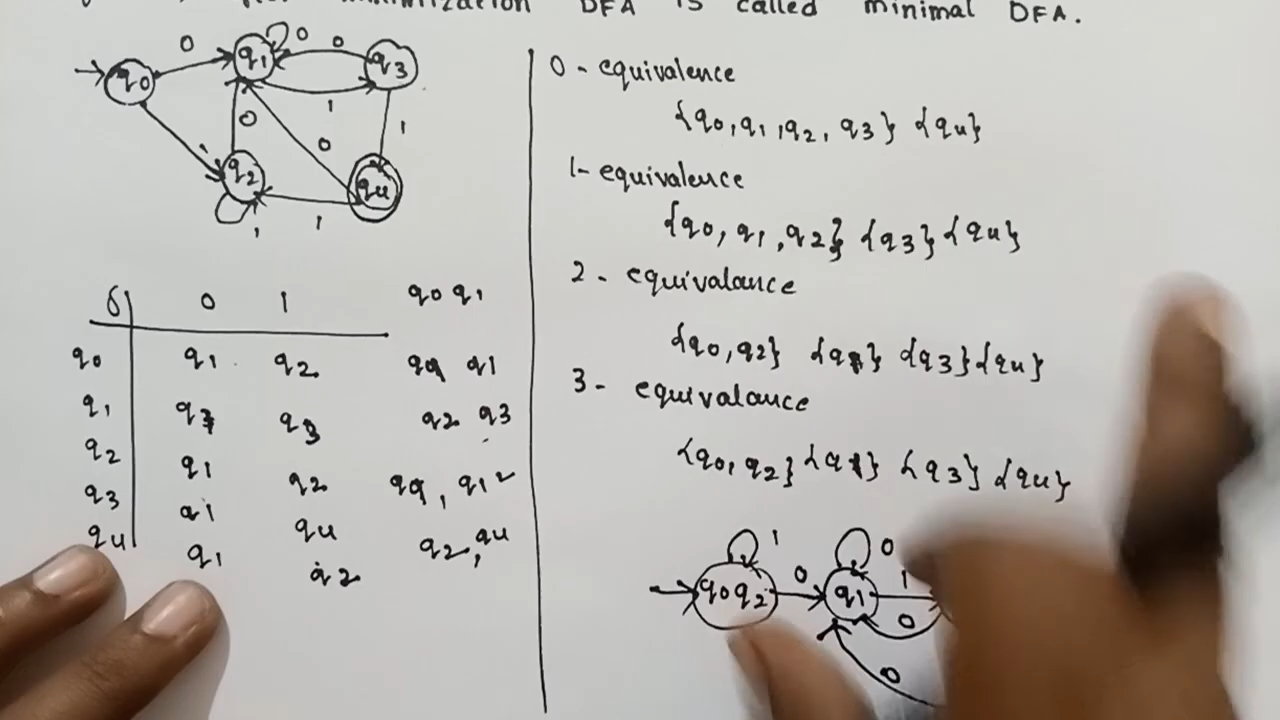 DFA is called minimal DFA.
0 q1 0 0 q3
q0 1
0 0 1
q2 q4
1 1
δ 0 1 q0 q1
q0 q1 q2 q1
q1 q3 q2 q3
q2 q1 q2
q3 q1 q4 q2, q4
q4 q1 q2
0 - equivalence
{q0, q1, q2, q3} {q4}
1- equivalence
{q0, q1, q2} {q3} {q4}
2 - equivalance
{q0, q2} {q1} {q3} {q4}
3 - equivalance
{q0, q2} {q1} {q3} {q4}
1 0
q0q2 0 q1 1
0
0